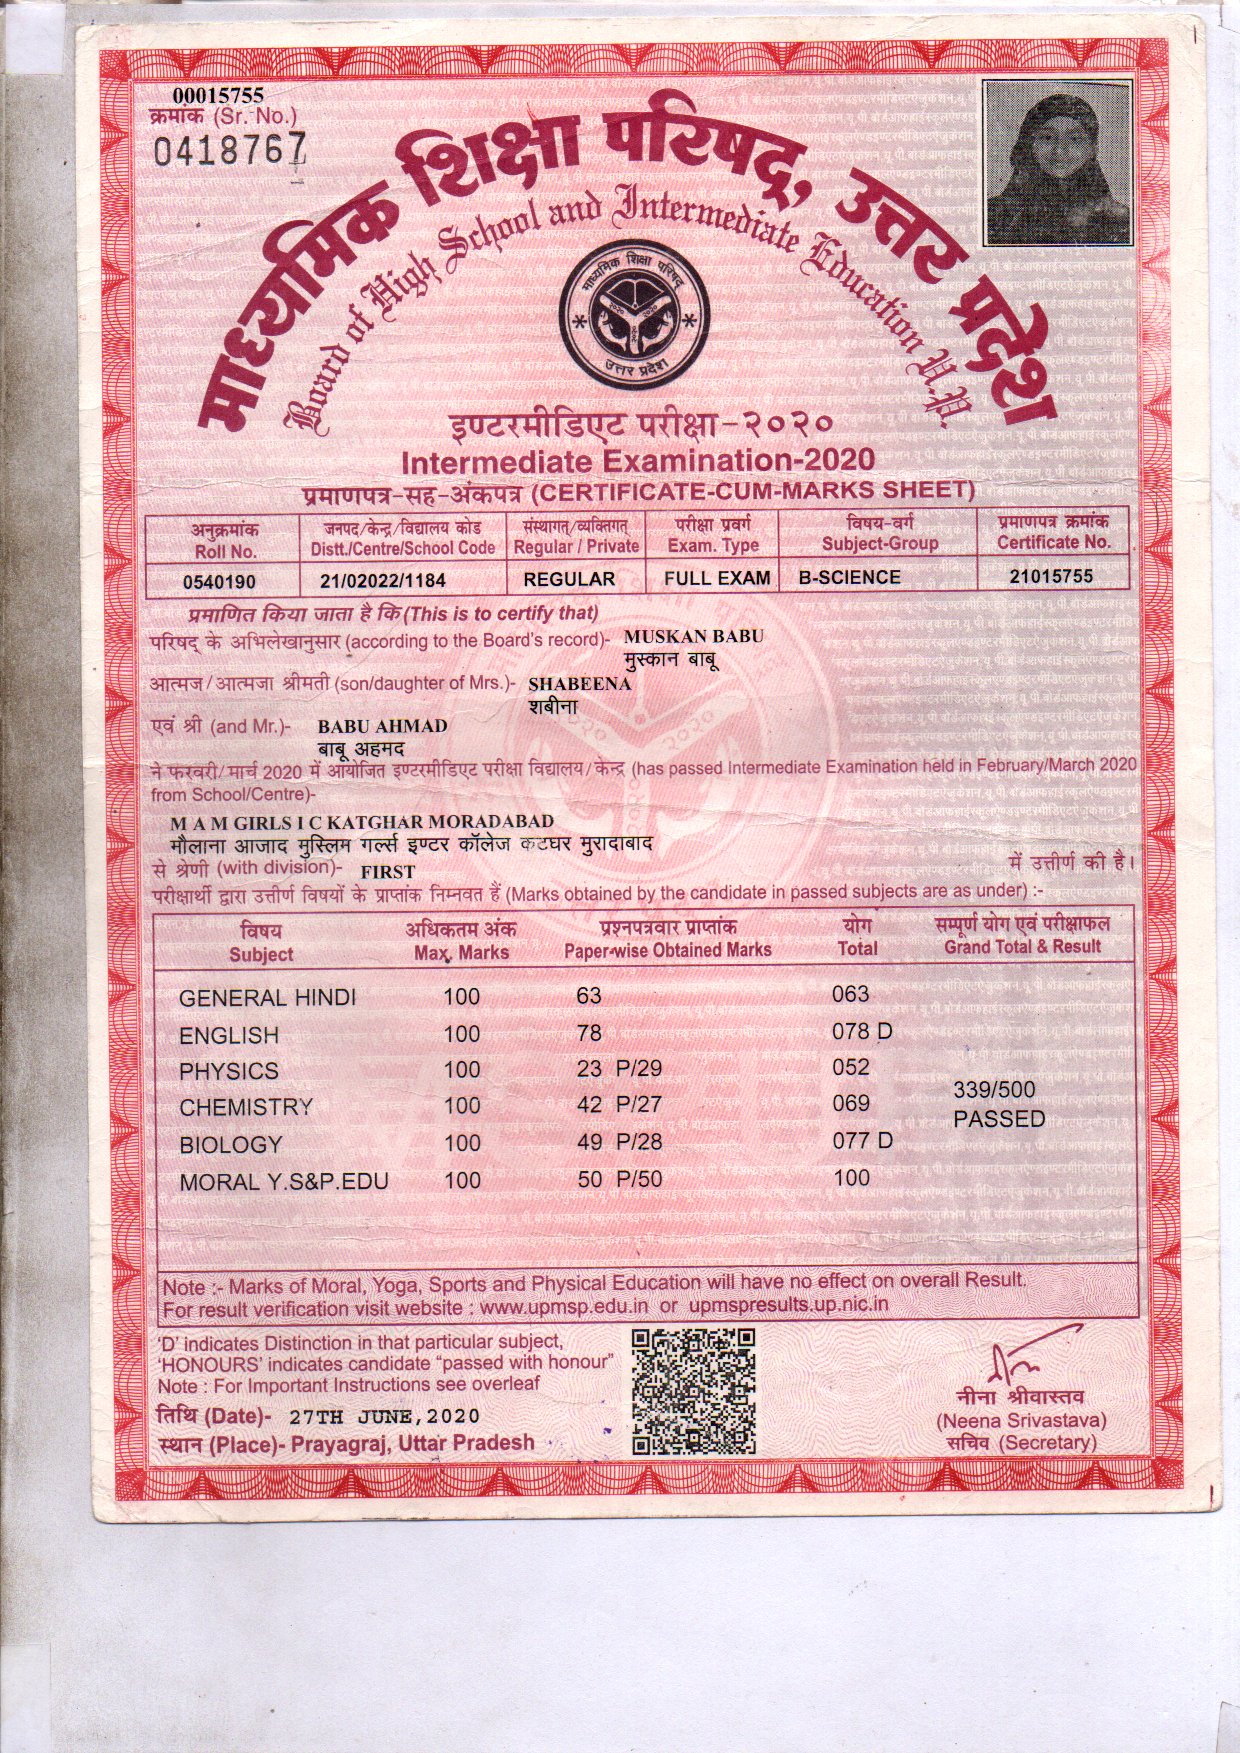 00015755
क्रमांक (Sr. No.)
0418767
माध्यमिक शिक्षा परिषद्, उत्तर प्रदेश
Board of High School and Intermediate Education U.P.
माध्यमिक शिक्षा परिषद्
उत्तर प्रदेश
इण्टरमीडिएट परीक्षा-२०२०
Intermediate Examination-2020
प्रमाणपत्र-सह-अंकपत्र (CERTIFICATE-CUM-MARKS SHEET)
अनुक्रमांक जनपद/केन्द्र/विद्यालय कोड संस्थागत्/व्यक्तिगत् परीक्षा प्रवर्ग विषय-वर्ग प्रमाणपत्र क्रमांक
Roll No. Distt./Centre/School Code Regular / Private Exam. Type Subject-Group Certificate No.
0540190 21/02022/1184 REGULAR FULL EXAM B-SCIENCE 21015755
प्रमाणित किया जाता है कि (This is to certify that)
परिषद् के अभिलेखानुसार (according to the Board's record)- MUSKAN BABU
मुस्कान बाबू
आत्मज/आत्मजा श्रीमती (son/daughter of Mrs.)- SHABEENA
शबीना
एवं श्री (and Mr.)- BABU AHMAD
बाबू अहमद
ने फरवरी/मार्च 2020 में आयोजित इण्टरमीडिएट परीक्षा विद्यालय/केन्द्र (has passed Intermediate Examination held in February/March 2020
from School/Centre)-
M A M GIRLS I C KATGHAR MORADABAD
मौलाना आजाद मुस्लिम गर्ल्स इण्टर कॉलेज कटघर मुरादाबाद
से श्रेणी (with division)- FIRST में उत्तीर्ण की है।
परीक्षार्थी द्वारा उत्तीर्ण विषयों के प्राप्तांक निम्नवत हैं (Marks obtained by the candidate in passed subjects are as under) :-
विषय अधिकतम अंक प्रश्नपत्रवार प्राप्तांक योग सम्पूर्ण योग एवं परीक्षाफल
Subject Max. Marks Paper-wise Obtained Marks Total Grand Total & Result
GENERAL HINDI 100 63 063
ENGLISH 100 78 078 D
PHYSICS 100 23 P/29 052
339/500
CHEMISTRY 100 42 P/27 069
PASSED
BIOLOGY 100 49 P/28 077 D
MORAL Y.S&P.EDU 100 50 P/50 100
Note :- Marks of Moral, Yoga, Sports and Physical Education will have no effect on overall Result.
For result verification visit website : www.upmsp.edu.in or upmspresults.up.nic.in
'D' indicates Distinction in that particular subject,
'HONOURS' indicates candidate "passed with honour"
Note : For Important Instructions see overleaf
तिथि (Date)- 27TH JUNE,2020
स्थान (Place)- Prayagraj, Uttar Pradesh
नीना श्रीवास्तव
(Neena Srivastava)
सचिव (Secretary)